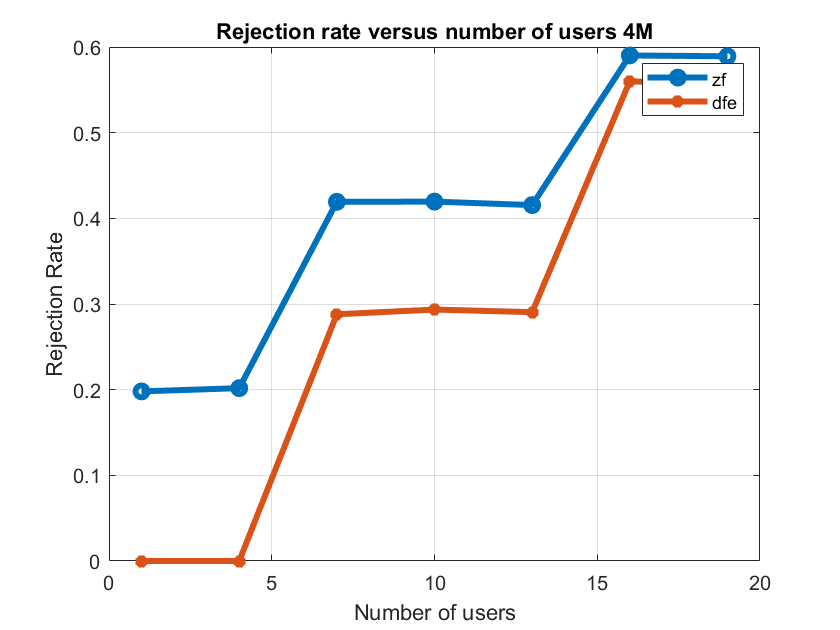 Rejection rate versus number of users 4M
0.6
0.5
0.4
0.3
0.2
0.1
0
Rejection Rate
zf
dfe
0 5 10 15 20
Number of users